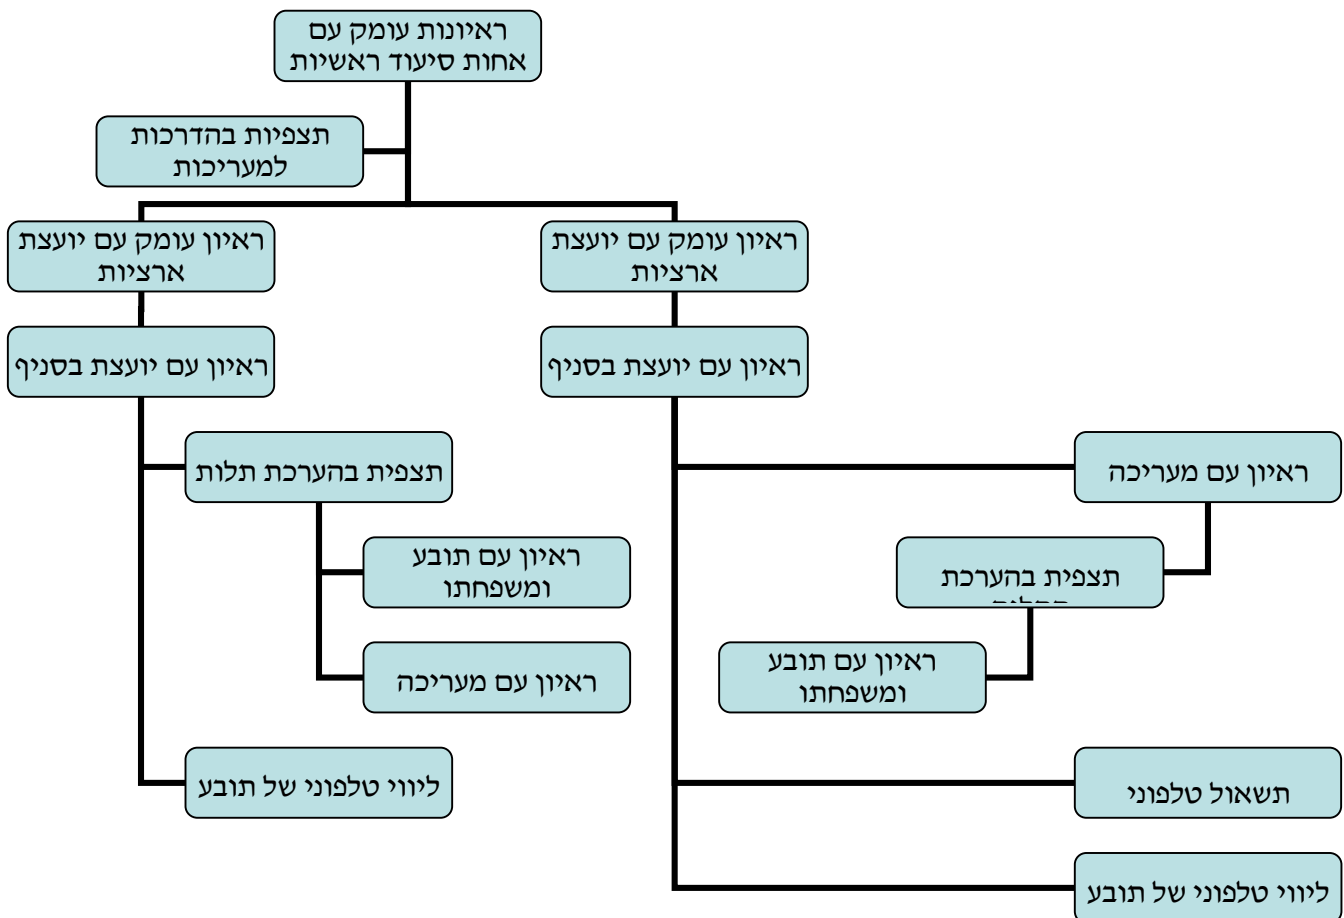 ראיונות עומק עם
אחות סיעוד ראשיות
תצפיות בהדרכות
למעריכות
ראיון עומק עם יועצת
ארציות
ראיון עומק עם יועצת
ארציות
ראיון עם יועצת בסניף
ראיון עם יועצת בסניף
ראיון עם מעריכה
תצפית בהערכת תלות
תצפית בהערכת
ראיון עם תובע
ומשפחתו
ראיון עם תובע
ומשפחתו
ראיון עם מעריכה
תשאול טלפוני
ליווי טלפוני של תובע
ליווי טלפוני של תובע